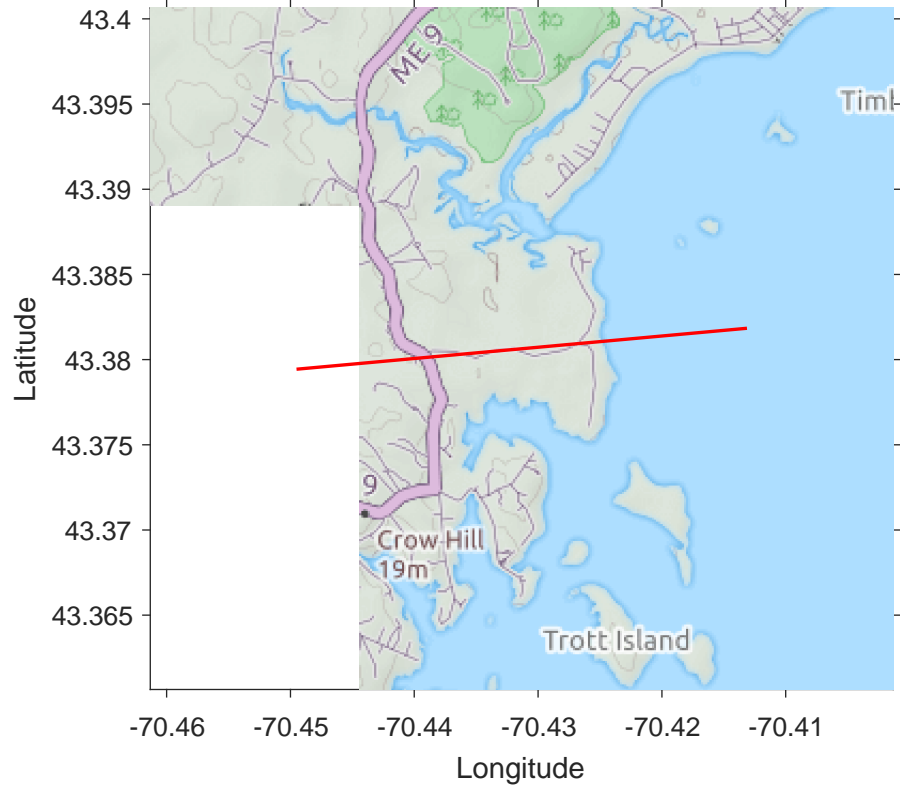 43.4
43.395
43.39
43.385
43.38
43.375
43.37
43.365
Latitude
ME 9
Timb
9
Crow Hill
19m
Trott Island
-70.46
-70.45
-70.44
-70.43
-70.42
-70.41
Longitude